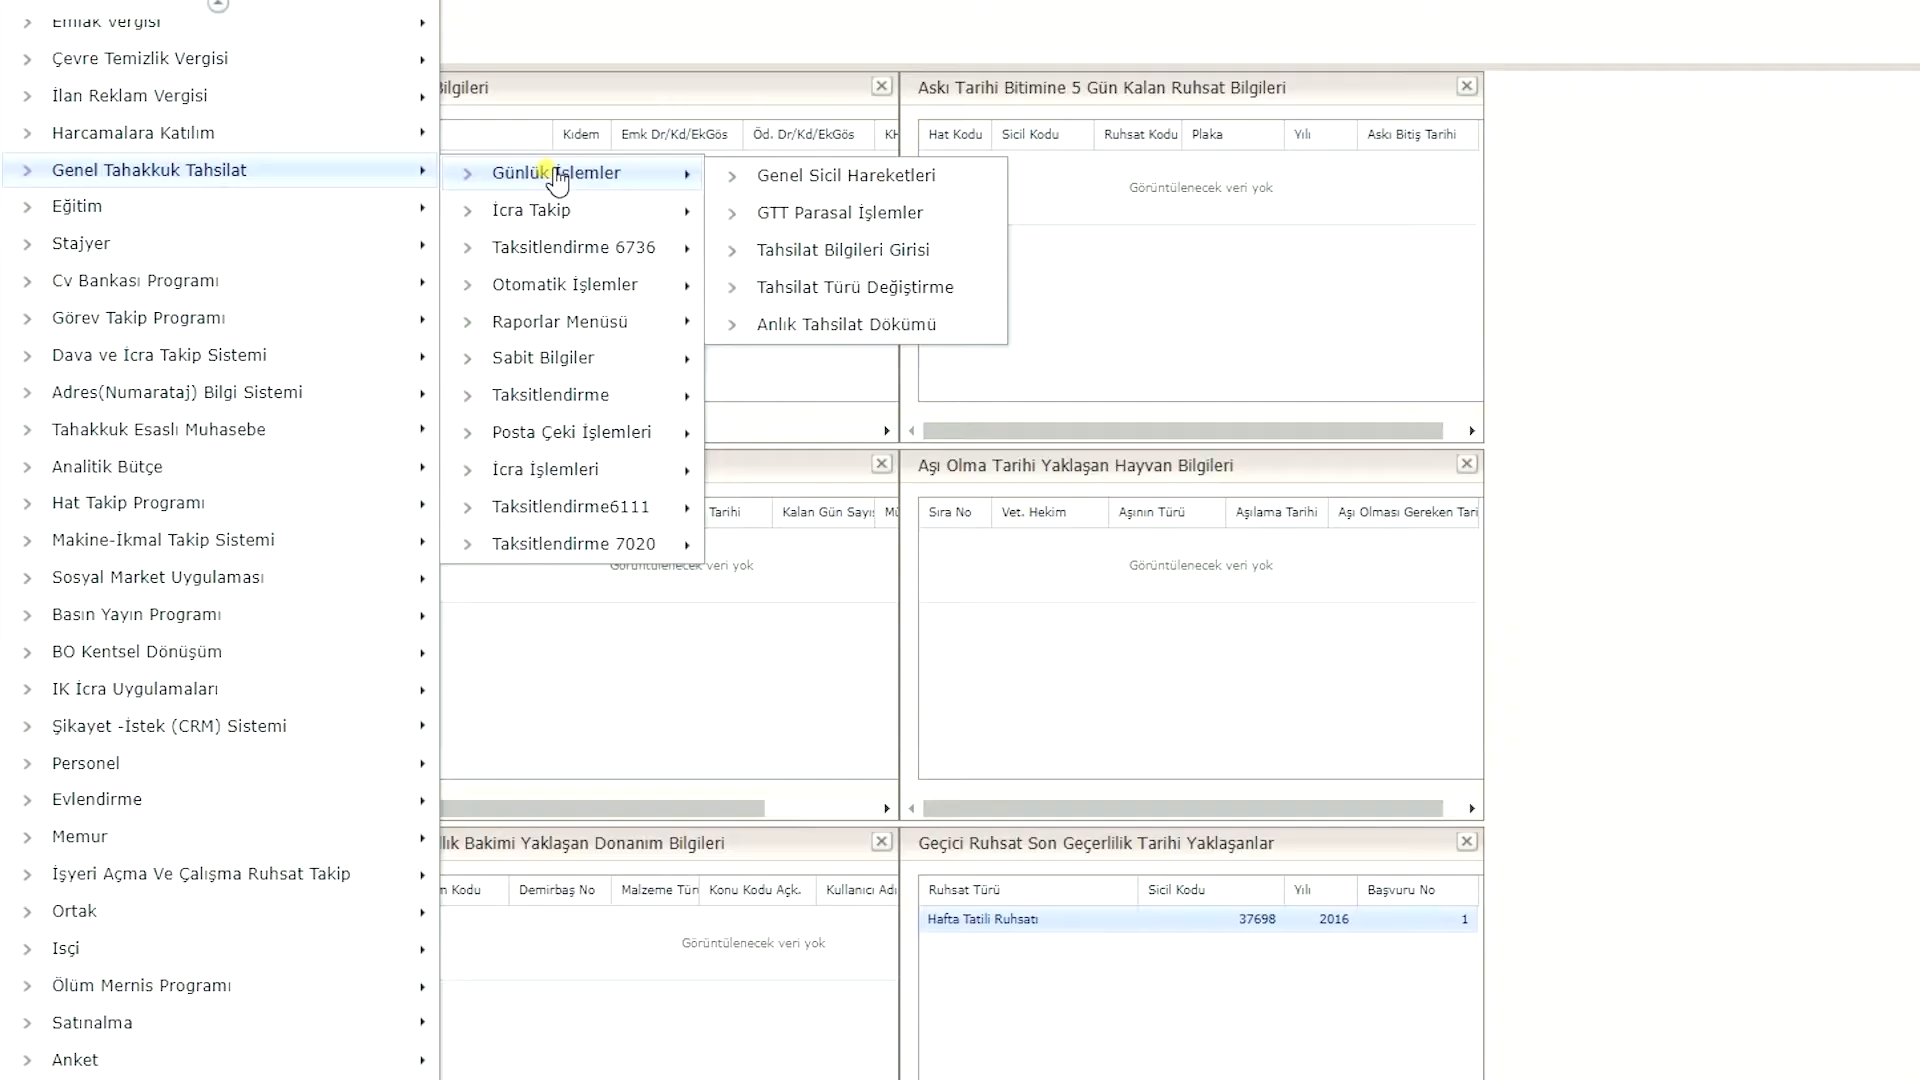 Emlak Vergisi
Çevre Temizlik Vergisi
İlan Reklam Vergisi
Harcamalara Katılım
Genel Tahakkuk Tahsilat
Eğitim
Stajyer
Cv Bankası Programı
Görev Takip Programı
Dava ve İcra Takip Sistemi
Adres(Numarataj) Bilgi Sistemi
Tahakkuk Esaslı Muhasebe
Analitik Bütçe
Hat Takip Programı
Makine-İkmal Takip Sistemi
Sosyal Market Uygulaması
Basın Yayın Programı
BO Kentsel Dönüşüm
IK İcra Uygulamaları
Şikayet -İstek (CRM) Sistemi
Personel
Evlendirme
Memur
İşyeri Açma Ve Çalışma Ruhsat Takip
Ortak
Isçi
Ölüm Mernis Programı
Satınalma
Anket
Günlük İşlemler
İcra Takip
Taksitlendirme 6736
Otomatik İşlemler
Raporlar Menüsü
Sabit Bilgiler
Taksitlendirme
Posta Çeki İşlemleri
İcra İşlemleri
Taksitlendirme6111
Taksitlendirme 7020
Genel Sicil Hareketleri
GTT Parasal İşlemler
Tahsilat Bilgileri Girisi
Tahsilat Türü Değiştirme
Anlık Tahsilat Dökümü
Bilgileri
Kıdem Emk Dr/Kd/EkGös Öd. Dr/Kd/EkGös
Askı Tarihi Bitimine 5 Gün Kalan Ruhsat Bilgileri
Hat Kodu Sicil Kodu Ruhsat Kodu Plaka Yılı Askı Bitiş Tarihi
Görüntülenecek veri yok
Tarihi Kalan Gün Sayıs
Görüntülenecek veri yok
Aşı Olma Tarihi Yaklaşan Hayvan Bilgileri
Sıra No Vet. Hekim Aşının Türü Aşılama Tarihi Aşı Olması Gereken Tari
Görüntülenecek veri yok
lık Bakimi Yaklaşan Donanım Bilgileri
m Kodu Demirbaş No Malzeme Türü Konu Kodu Açk. Kullanıcı Adı
Görüntülenecek veri yok
Geçici Ruhsat Son Geçerlilik Tarihi Yaklaşanlar
Ruhsat Türü Sicil Kodu Yılı Başvuru No
Hafta Tatili Ruhsatı 37698 2016 1